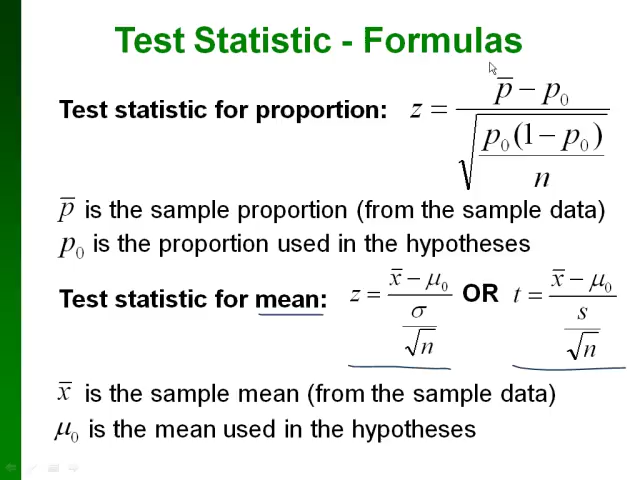 Test Statistic - Formulas
Test statistic for proportion: z = (p̅ − p₀) / √(p₀(1 − p₀) / n)
p̅ is the sample proportion (from the sample data)
p₀ is the proportion used in the hypotheses
Test statistic for mean: z = (x̅ − μ₀) / (σ / √n) OR t = (x̅ − μ₀) / (s / √n)
x̅ is the sample mean (from the sample data)
μ₀ is the mean used in the hypotheses